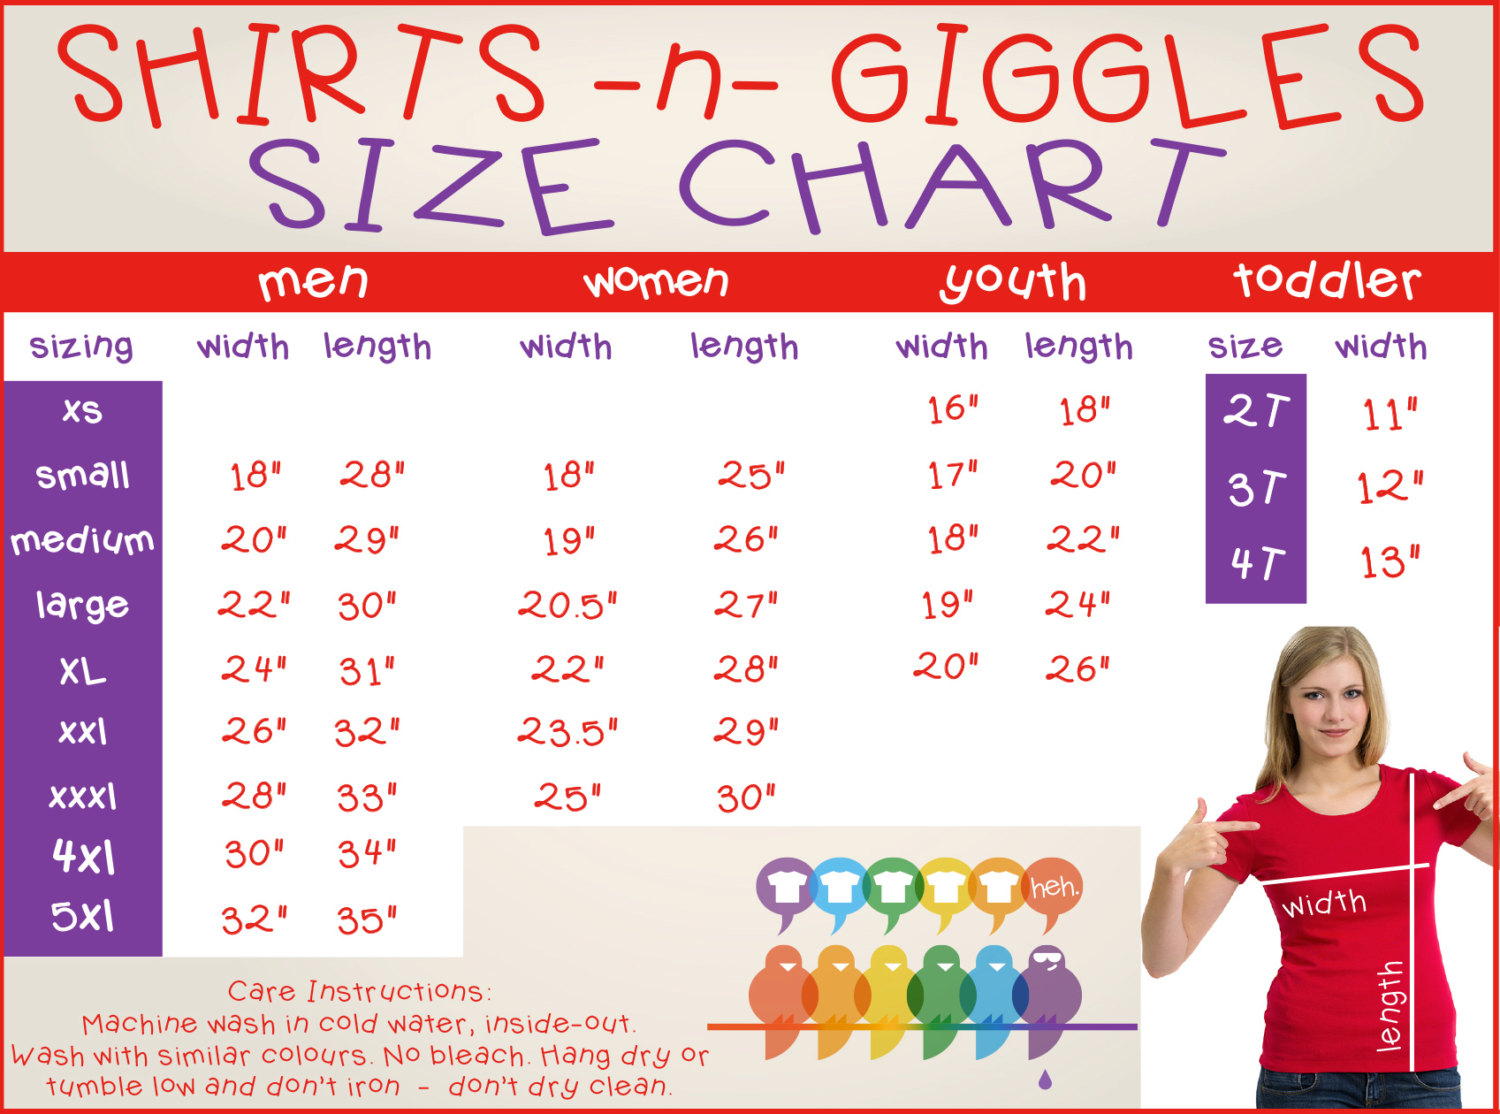 SHIRTS -n- GIGGLES
SIZE CHART
men women youth toddler
sizing width length width length width length size width
xs 16" 18" 2T 11"
small 18" 28" 18" 25" 17" 20" 3T 12"
medium 20" 29" 19" 26" 18" 22" 4T 13"
large 22" 30" 20.5" 27" 19" 24"
XL 24" 31" 22" 28" 20" 26"
xxl 26" 32" 23.5" 29"
xxxl 28" 33" 25" 30"
4xl 30" 34"
5xl 32" 35"
heh.
width
length
Care Instructions:
Machine wash in cold water, inside-out.
Wash with similar colours. No bleach. Hang dry or
tumble low and don't iron - don't dry clean.